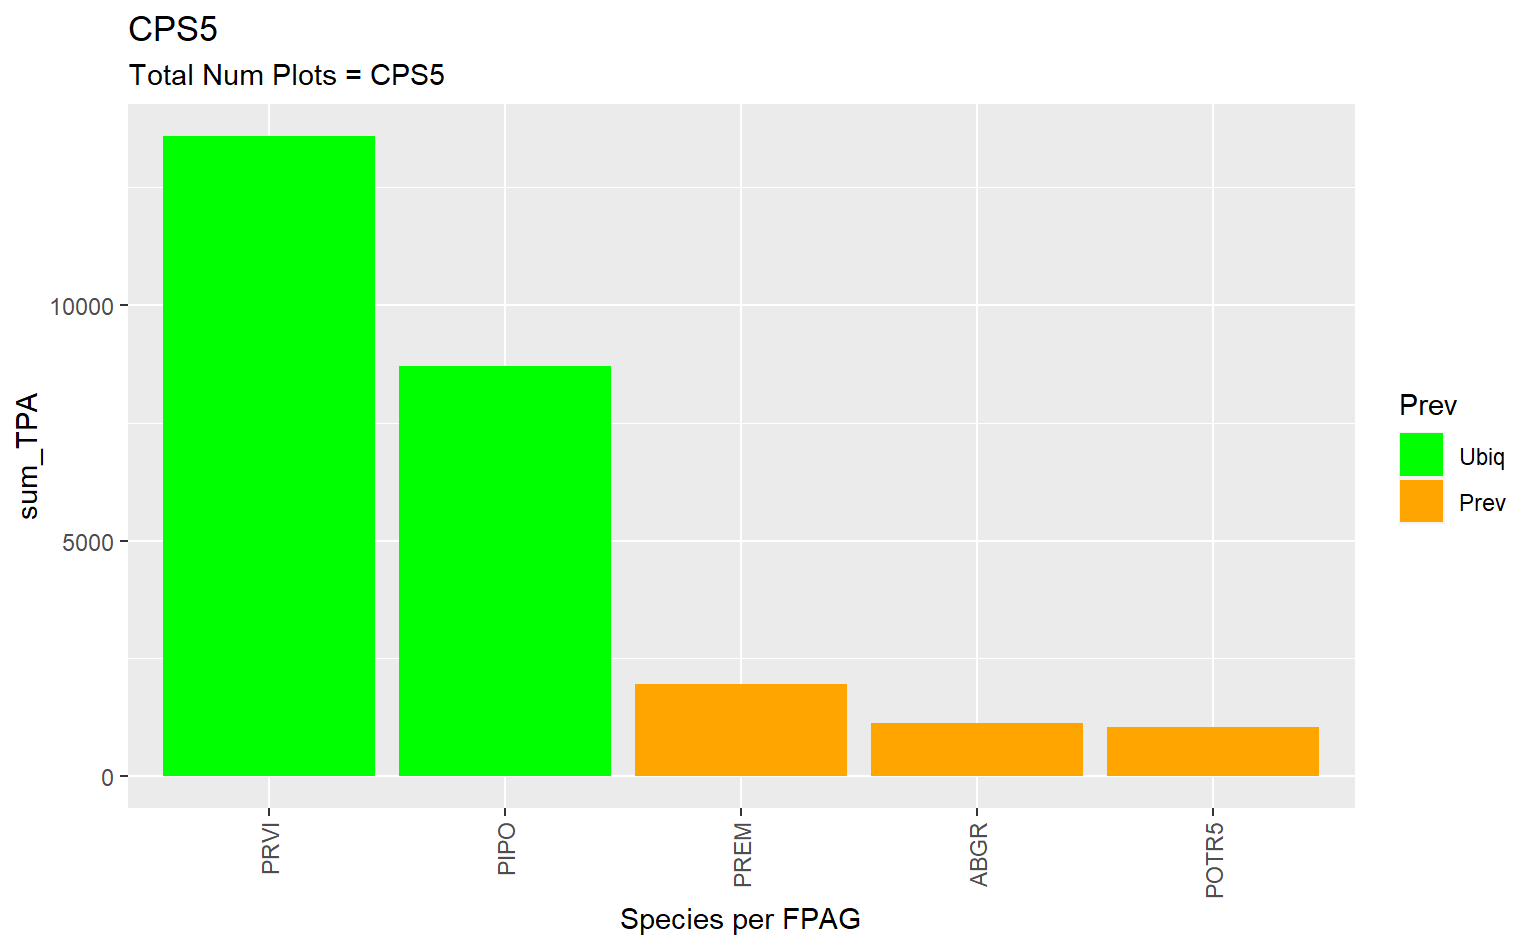 CPS5
Total Num Plots = CPS5
sum_TPA
10000
5000
0
PRVI
PIPO
PREM
ABGR
POTR5
Species per FPAG
Prev
Ubiq
Prev